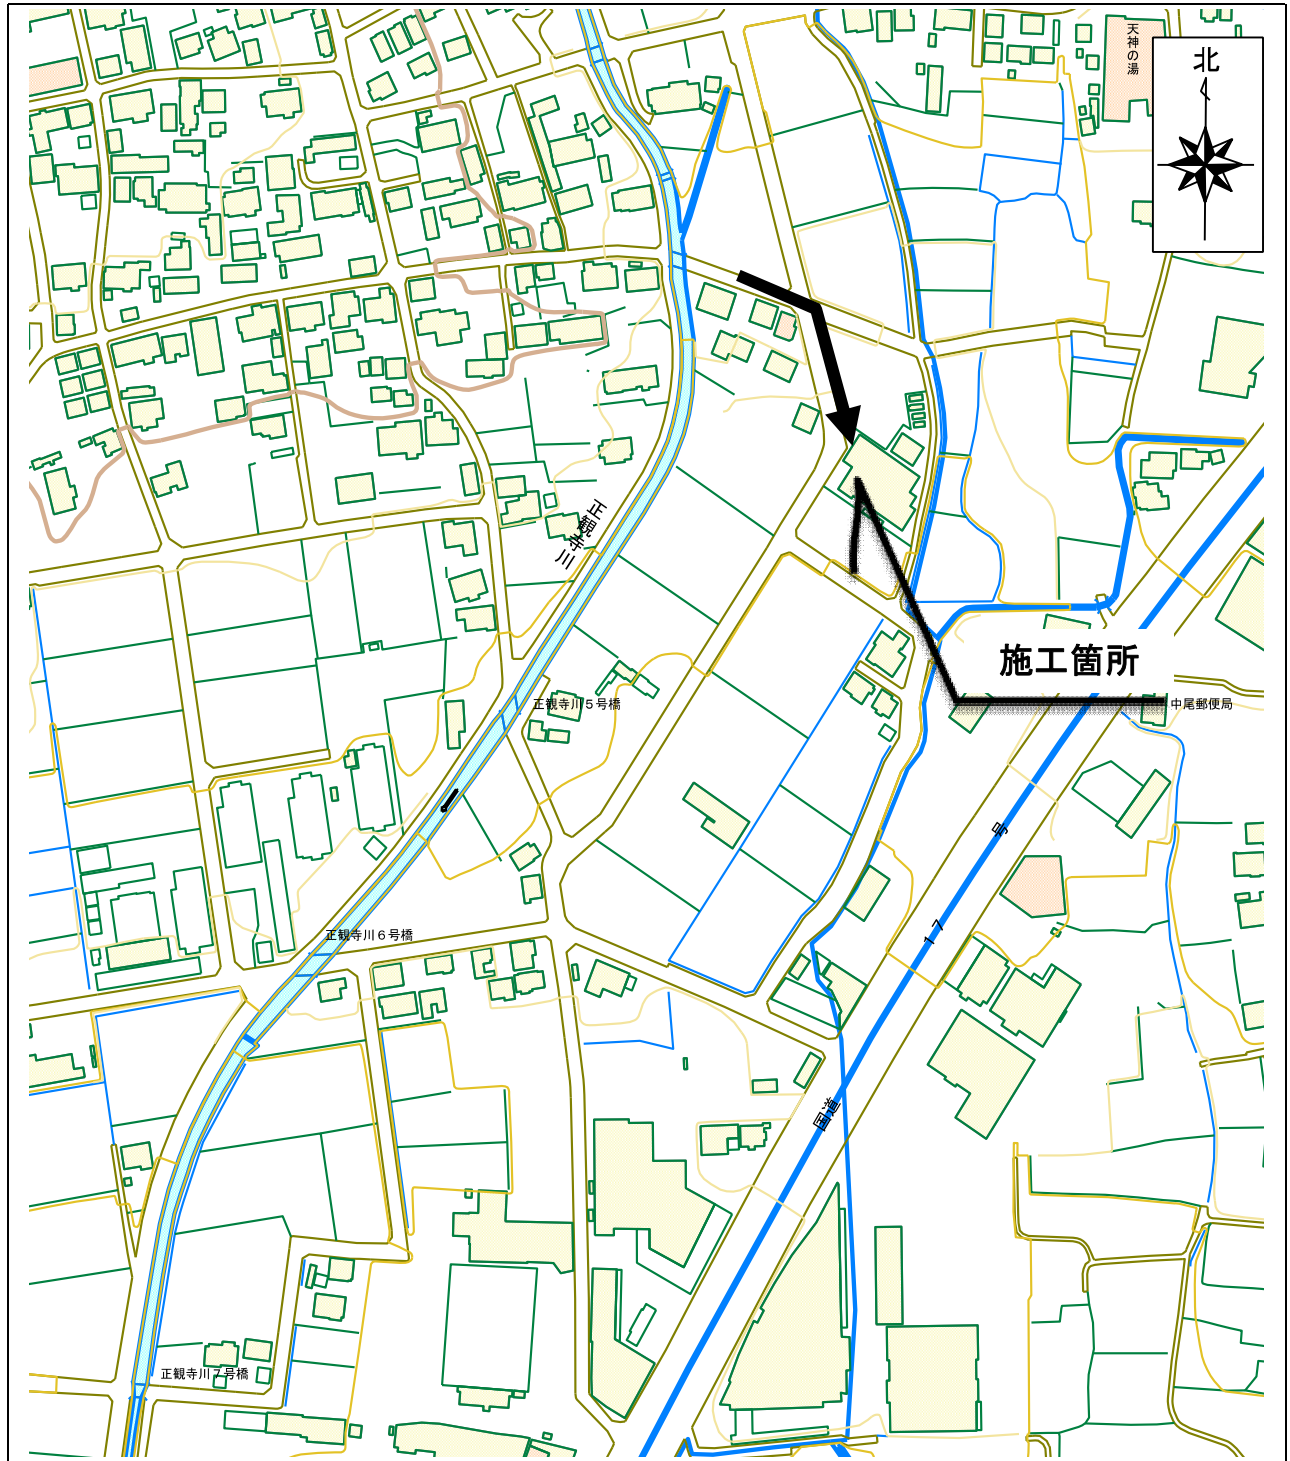 天神の湯
北
正観寺川
施工箇所
正観寺川５号橋
中尾郵便局
号
１７
正観寺川６号橋
国道
正観寺川７号橋